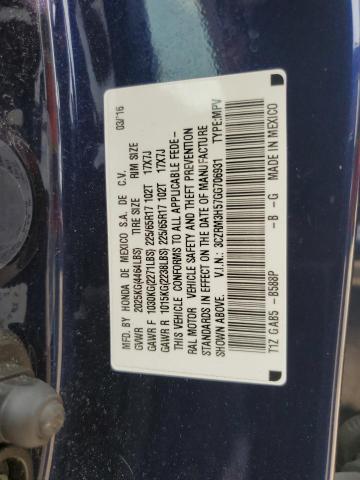 MFD. BY HONDA DE MEXICO S.A. DE C.V. 03/16
GVWR 2025KG(4464LBS) TIRE SIZE RIM SIZE
GAWR F 1030KG(2271LBS) 225/65R17 102T 17X7J
GAWR R 1015KG(2238LBS) 225/65R17 102T 17X7J
THIS VEHICLE CONFORMS TO ALL APPLICABLE FEDE-
RAL MOTOR VEHICLE SAFETY AND THEFT PREVENTION
STANDARDS IN EFFECT ON THE DATE OF MANUFACTURE
SHOWN ABOVE. V.I.N.: 3CZRM3H57GG706931 TYPE:MPV
T1Z GAB5 -B588P -B -G MADE IN MEXICO